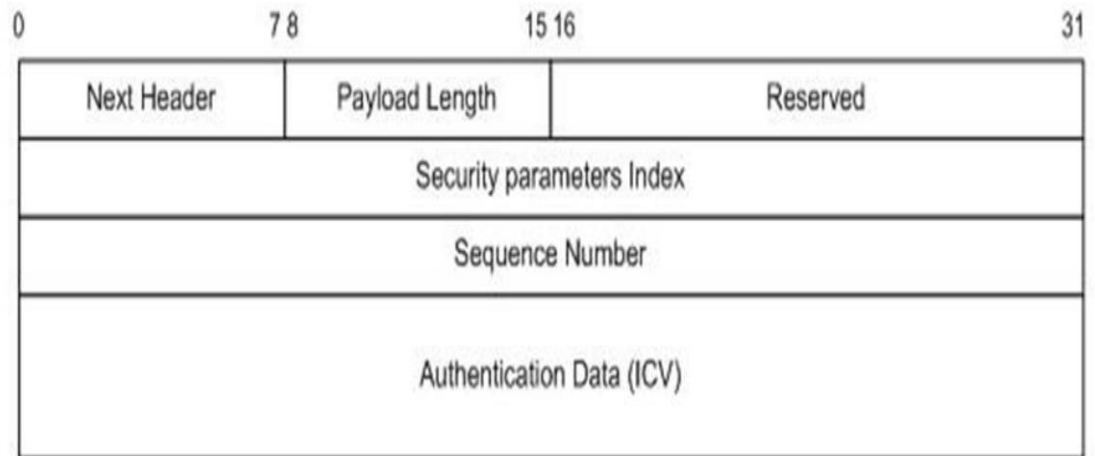 0 7 8 15 16 31
Next Header Payload Length Reserved
Security parameters Index
Sequence Number
Authentication Data (ICV)